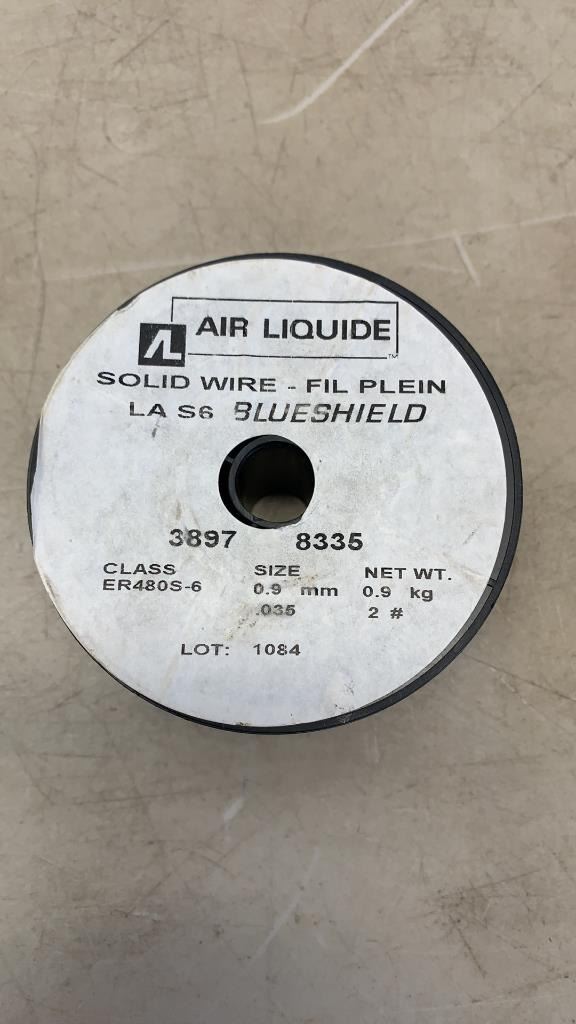 AL AIR LIQUIDE™
SOLID WIRE - FIL PLEIN
LA S6 BLUESHIELD
3897 8335
CLASS SIZE NET WT.
ER480S-6 0.9 mm 0.9 kg
.035 2 #
LOT: 1084